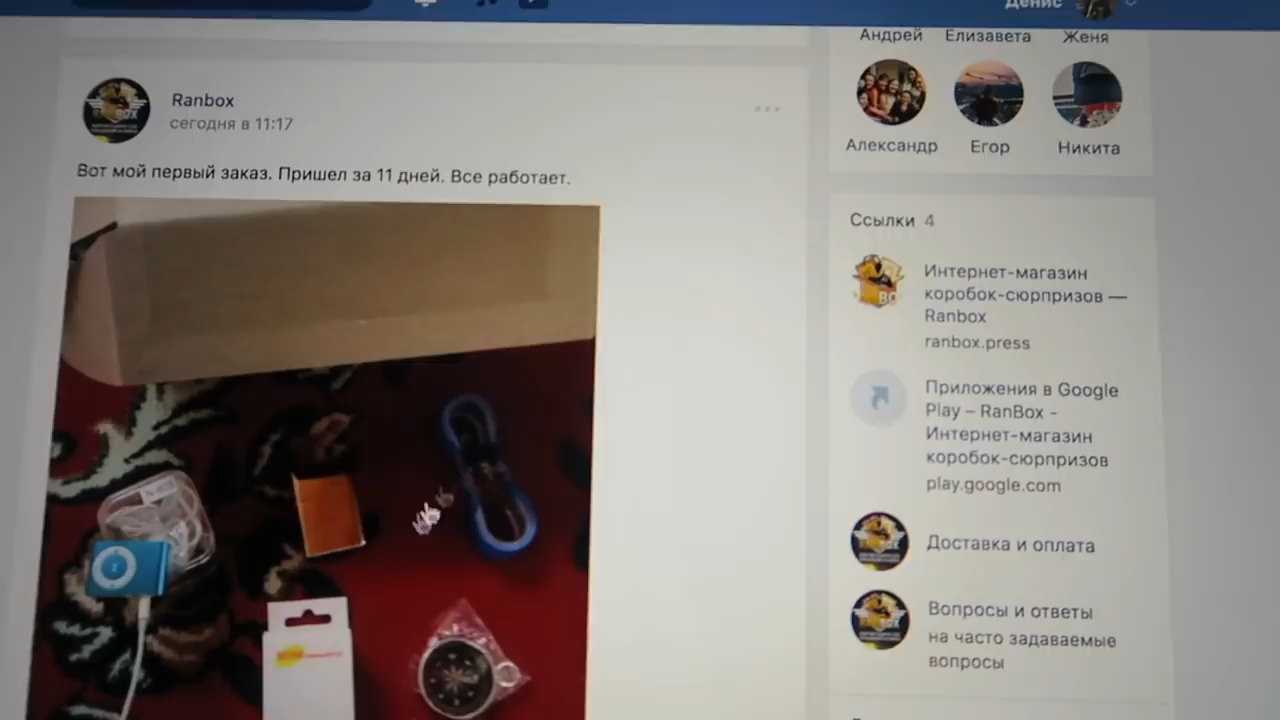 Денис
Андрей Елизавета Женя
Александр Егор Никита
Ranbox
сегодня в 11:17
Вот мой первый заказ. Пришел за 11 дней. Все работает.
Ссылки 4
Интернет-магазин
коробок-сюрпризов —
Ranbox
ranbox.press
Приложения в Google
Play – RanBox -
Интернет-магазин
коробок-сюрпризов
play.google.com
Доставка и оплата
Вопросы и ответы
на часто задаваемые
вопросы